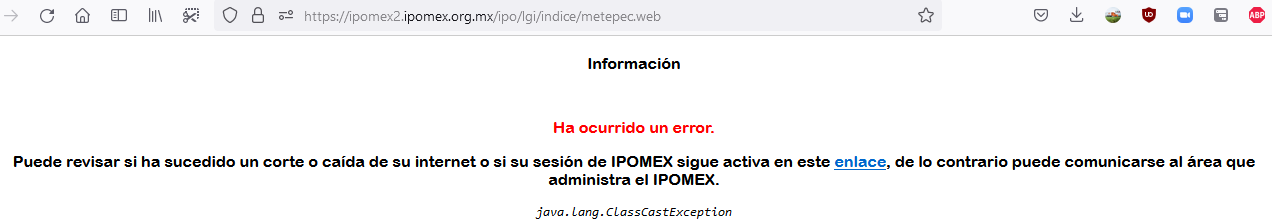 https://ipomex2.ipomex.org.mx/ipo/lgi/indice/metepec.web
UD
ABP
Información
Ha ocurrido un error.
Puede revisar si ha sucedido un corte o caída de su internet o si su sesión de IPOMEX sigue activa en este enlace, de lo contrario puede comunicarse al área que
administra el IPOMEX.
java.lang.ClassCastException